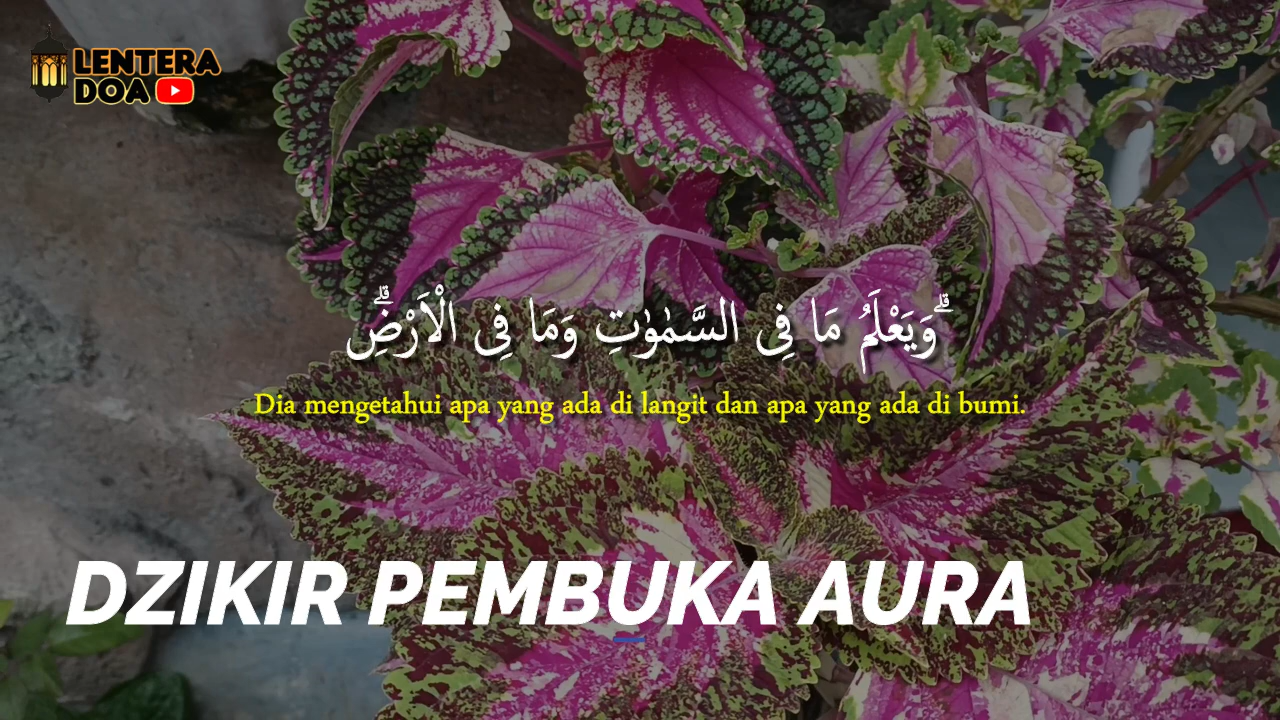 LENTERA
DOA
ۗوَيَعْلَمُ مَا فِى السَّمٰوٰتِ وَمَا فِى الْاَرْضِۗ
Dia mengetahui apa yang ada di langit dan apa yang ada di bumi.
DZIKIR PEMBUKA AURA